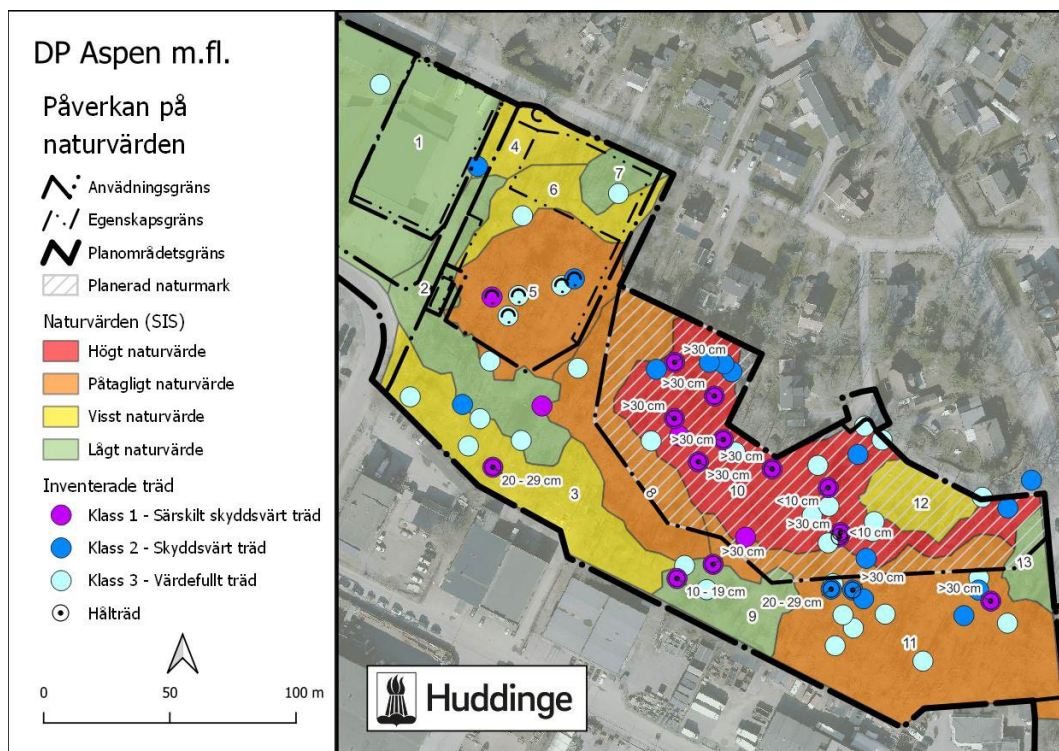 DP Aspen m.fl.
Påverkan på
naturvärden
Anvädningsgräns
Egenskapsgräns
Planområdetsgräns
Planerad naturmark
Naturvärden (SIS)
Högt naturvärde
Påtagligt naturvärde
Visst naturvärde
Lågt naturvärde
Inventerade träd
Klass 1 - Särskilt skyddsvärt träd
Klass 2 - Skyddsvärt träd
Klass 3 - Värdefullt träd
Hålträd
0 50 100 m
1
4
7
6
2
5
>30 cm
>30 cm
>30 cm
>30 cm
>30 cm
>30 cm
20 - 29 cm
3
8
10
12
<10 cm
>30 cm
<10 cm
>30 cm
13
10 - 19 cm
>30 cm
20 - 29 cm
>30 cm
9
11
Huddinge